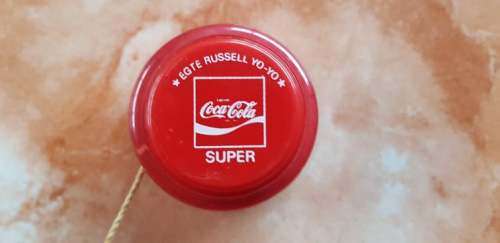 ★ EGTE RUSSELL YO-YO ★
Coca-Cola
SUPER